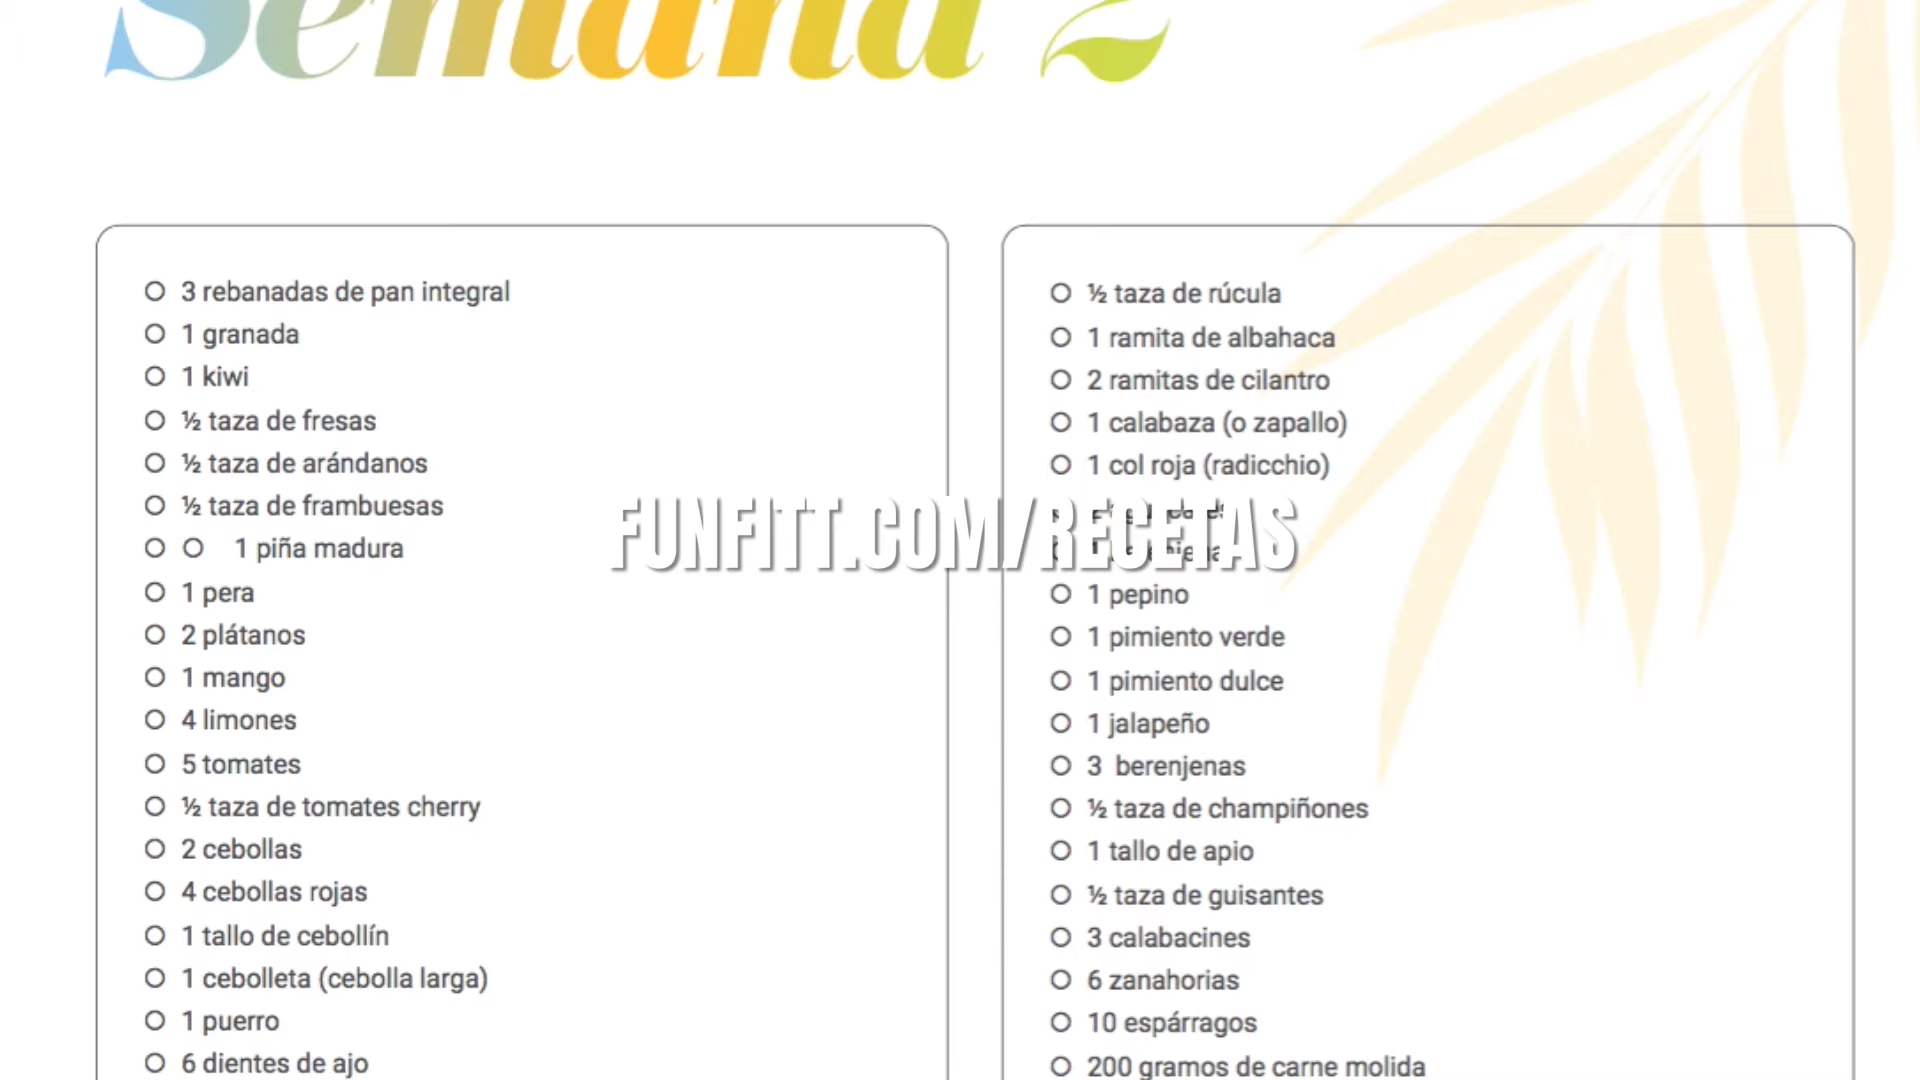 Semana 2
3 rebanadas de pan integral
1 granada
1 kiwi
½ taza de fresas
½ taza de arándanos
½ taza de frambuesas
1 piña madura
1 pera
2 plátanos
1 mango
4 limones
5 tomates
½ taza de tomates cherry
2 cebollas
4 cebollas rojas
1 tallo de cebollín
1 cebolleta (cebolla larga)
1 puerro
6 dientes de ajo
½ taza de rúcula
1 ramita de albahaca
2 ramitas de cilantro
1 calabaza (o zapallo)
1 col roja (radicchio)
1 pepino
1 pimiento verde
1 pimiento dulce
1 jalapeño
3 berenjenas
½ taza de champiñones
1 tallo de apio
½ taza de guisantes
3 calabacines
6 zanahorias
10 espárragos
200 gramos de carne molida
FUNFITT.COM/RECETAS